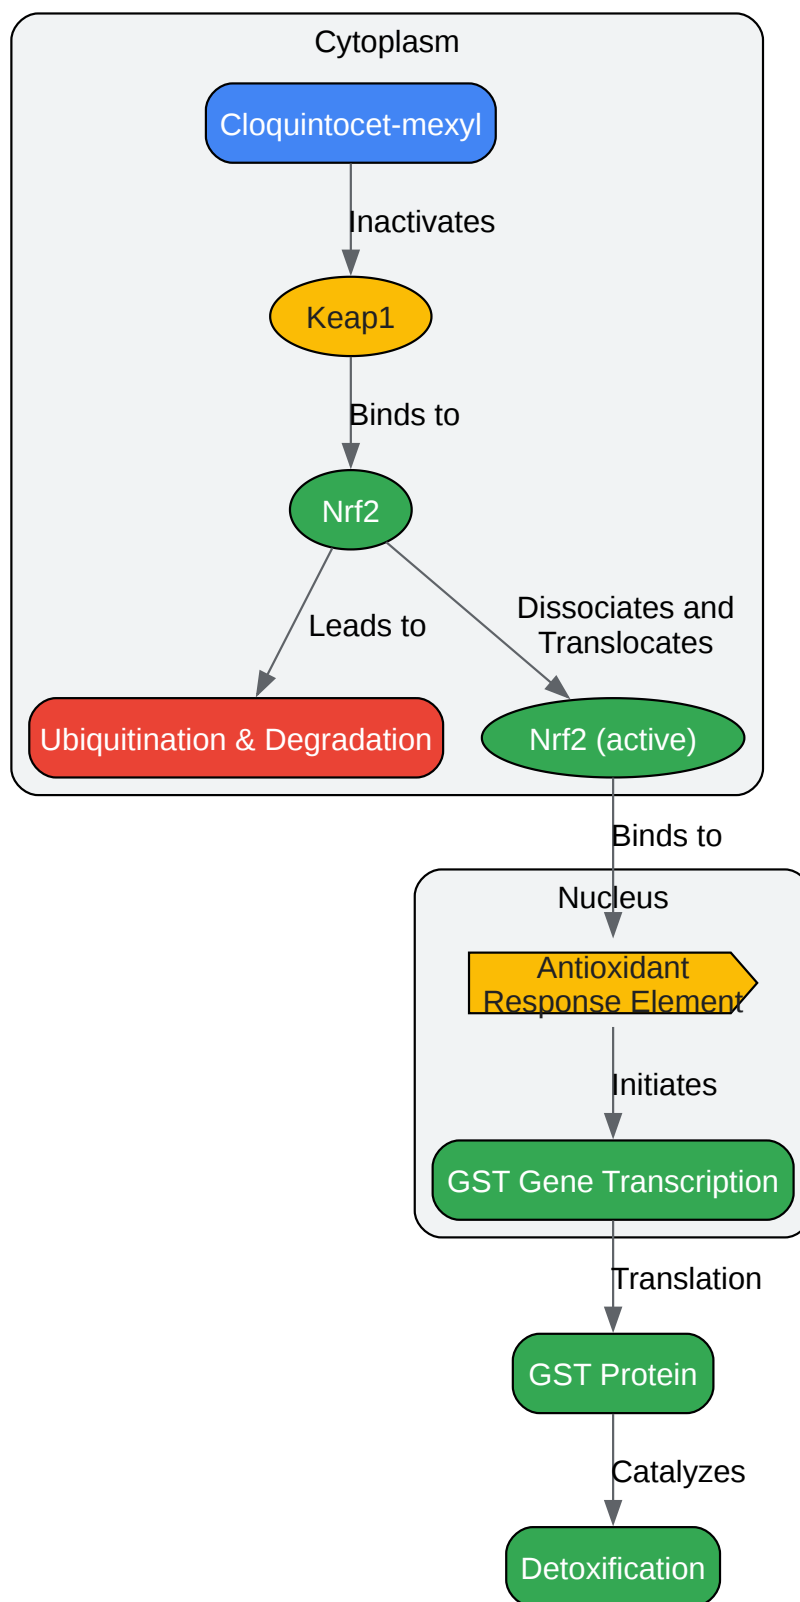 Cytoplasm
Cloquintocet-mexyl
Inactivates
Keap1
Binds to
Nrf2
Leads to
Dissociates and
Translocates
Ubiquitination & Degradation
Nrf2 (active)
Binds to
Nucleus
Antioxidant
Response Element
Initiates
GST Gene Transcription
Translation
GST Protein
Catalyzes
Detoxification